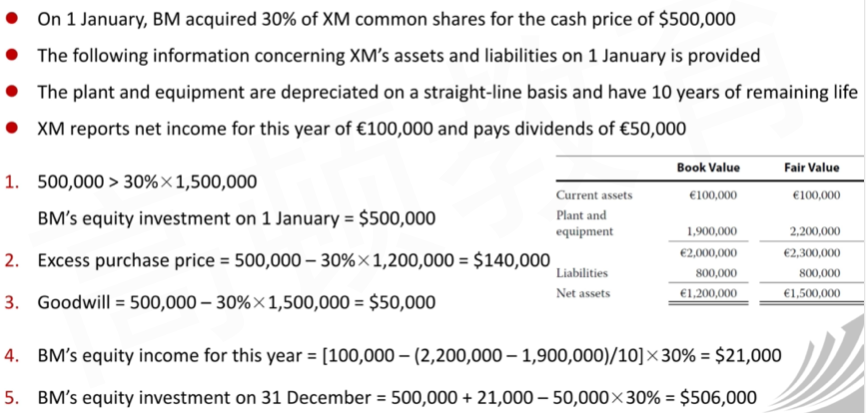 On 1 January, BM acquired 30% of XM common shares for the cash price of $500,000
The following information concerning XM’s assets and liabilities on 1 January is provided
The plant and equipment are depreciated on a straight-line basis and have 10 years of remaining life
XM reports net income for this year of €100,000 and pays dividends of €50,000
1. 500,000 > 30%×1,500,000
BM’s equity investment on 1 January = $500,000
2. Excess purchase price = 500,000 – 30%×1,200,000 = $140,000
3. Goodwill = 500,000 – 30%×1,500,000 = $50,000
Book Value Fair Value
Current assets €100,000 €100,000
Plant and
equipment 1,900,000 2,200,000
€2,000,000 €2,300,000
Liabilities 800,000 800,000
Net assets €1,200,000 €1,500,000
4. BM’s equity income for this year = [100,000 – (2,200,000 – 1,900,000)/10]×30% = $21,000
5. BM’s equity investment on 31 December = 500,000 + 21,000 – 50,000×30% = $506,000
高顿教育